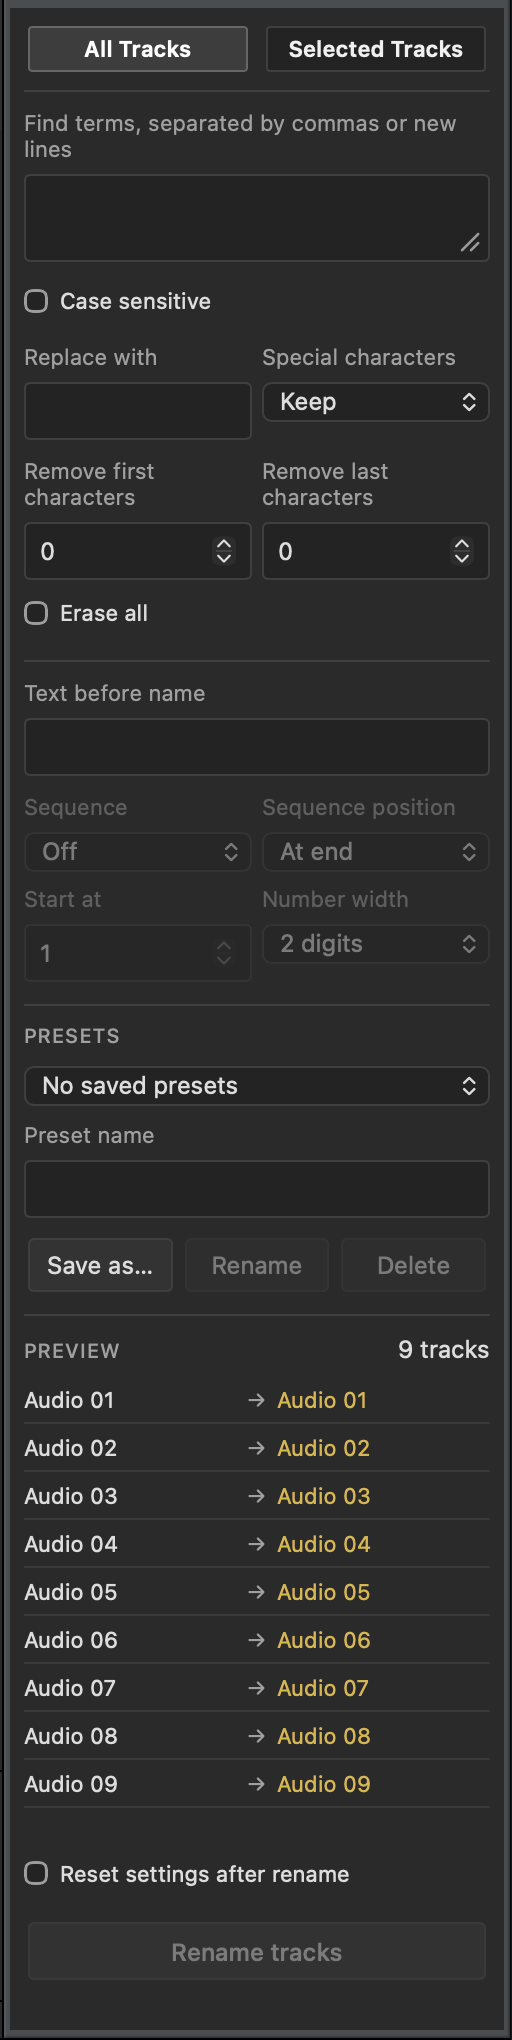 All Tracks Selected Tracks
Find terms, separated by commas or new
lines
Case sensitive
Replace with Special characters
Keep
Remove first Remove last
characters characters
0 0
Erase all
Text before name
Sequence Sequence position
Off At end
Start at Number width
1 2 digits
PRESETS
No saved presets
Preset name
Save as... Rename Delete
PREVIEW 9 tracks
Audio 01 → Audio 01
Audio 02 → Audio 02
Audio 03 → Audio 03
Audio 04 → Audio 04
Audio 05 → Audio 05
Audio 06 → Audio 06
Audio 07 → Audio 07
Audio 08 → Audio 08
Audio 09 → Audio 09
Reset settings after rename
Rename tracks